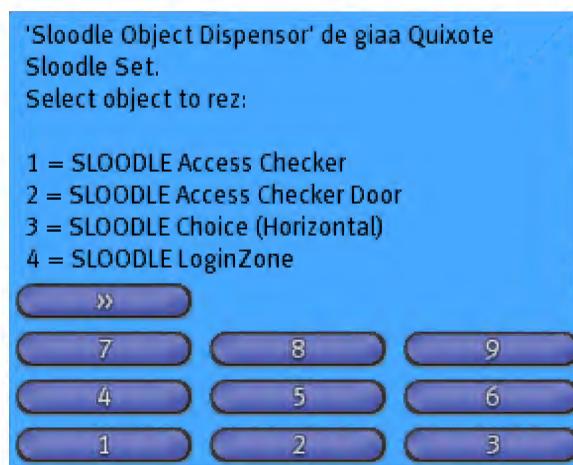 'Sloodle Object Dispensor' de giaa Quixote
Sloodle Set.
Select object to rez:
1 = SLOODLE Access Checker
2 = SLOODLE Access Checker Door
3 = SLOODLE Choice (Horizontal)
4 = SLOODLE LoginZone
»
7 8 9
4 5 6
1 2 3